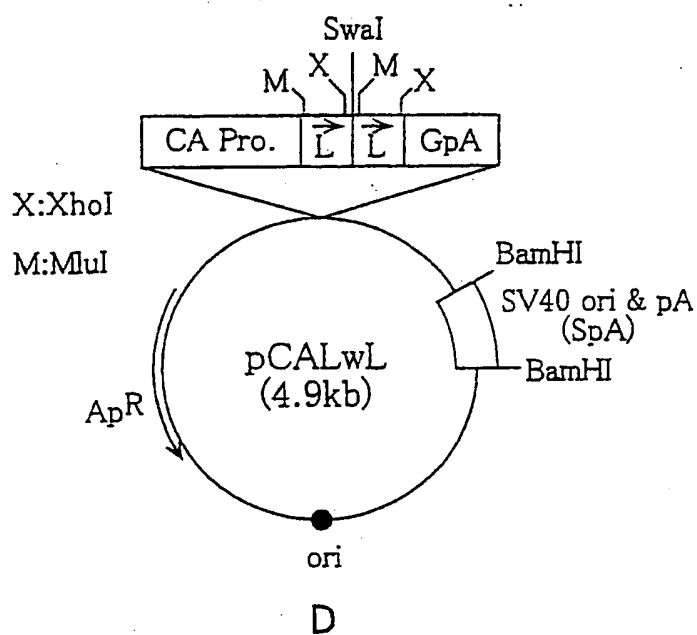 SwaI
M X M X
CA Pro. L L GpA
X:XhoI
M:MluI
BamHI
SV40 ori & pA
(SpA)
BamHI
pCALwL
(4.9kb)
ApR
ori
D